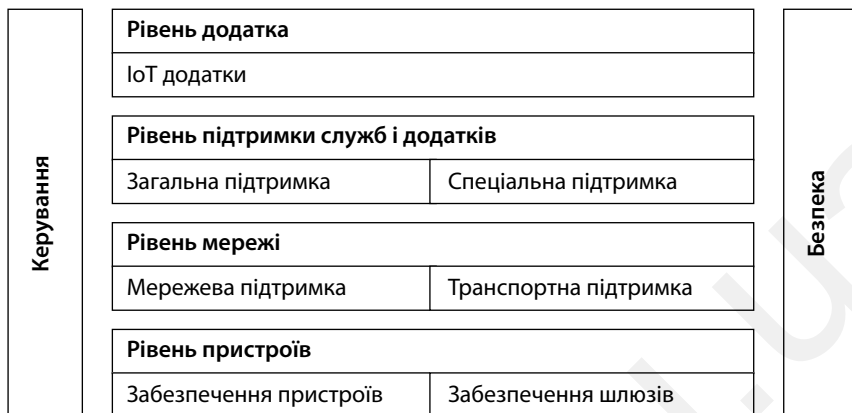 Керування
Рівень додатка
IoT додатки
Рівень підтримки служб і додатків
Загальна підтримка
Спеціальна підтримка
Рівень мережі
Мережева підтримка
Транспортна підтримка
Рівень пристроїв
Забезпечення пристроїв
Забезпечення шлюзів
Безпека